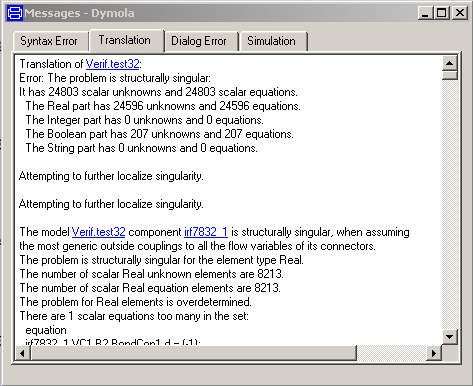 Messages - Dymola
Syntax Error Translation Dialog Error Simulation
Translation of Verif.test32:
Error: The problem is structurally singular:
It has 24803 scalar unknowns and 24803 scalar equations.
The Real part has 24596 unknowns and 24596 equations.
The Integer part has 0 unknowns and 0 equations.
The Boolean part has 207 unknowns and 207 equations.
The String part has 0 unknowns and 0 equations.
Attempting to further localize singularity.
Attempting to further localize singularity.
The model Verif.test32 component irf7832_1 is structurally singular, when assuming
the most generic outside couplings to all the flow variables of its connectors.
The problem is structurally singular for the element type Real.
The number of scalar Real unknown elements are 8213.
The number of scalar Real equation elements are 8213.
The problem for Real elements is overdetermined.
There are 1 scalar equations too many in the set:
equation
irf7832_1.VC1.R2.BondCon1.d = (-1);